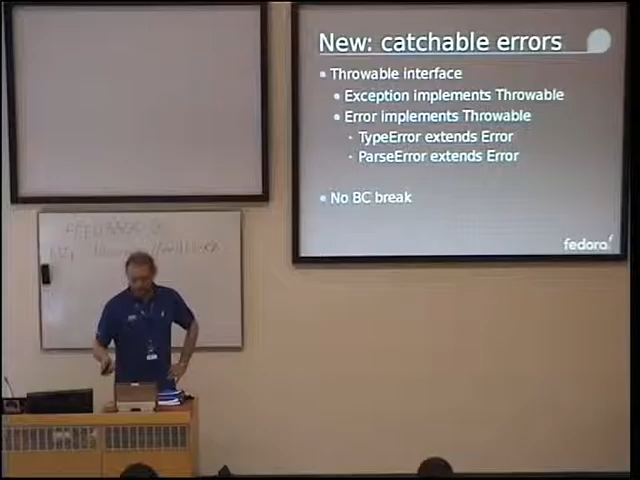 New: catchable errors
Throwable interface
Exception implements Throwable
Error implements Throwable
TypeError extends Error
ParseError extends Error
No BC break
fedora
FEEDBACK